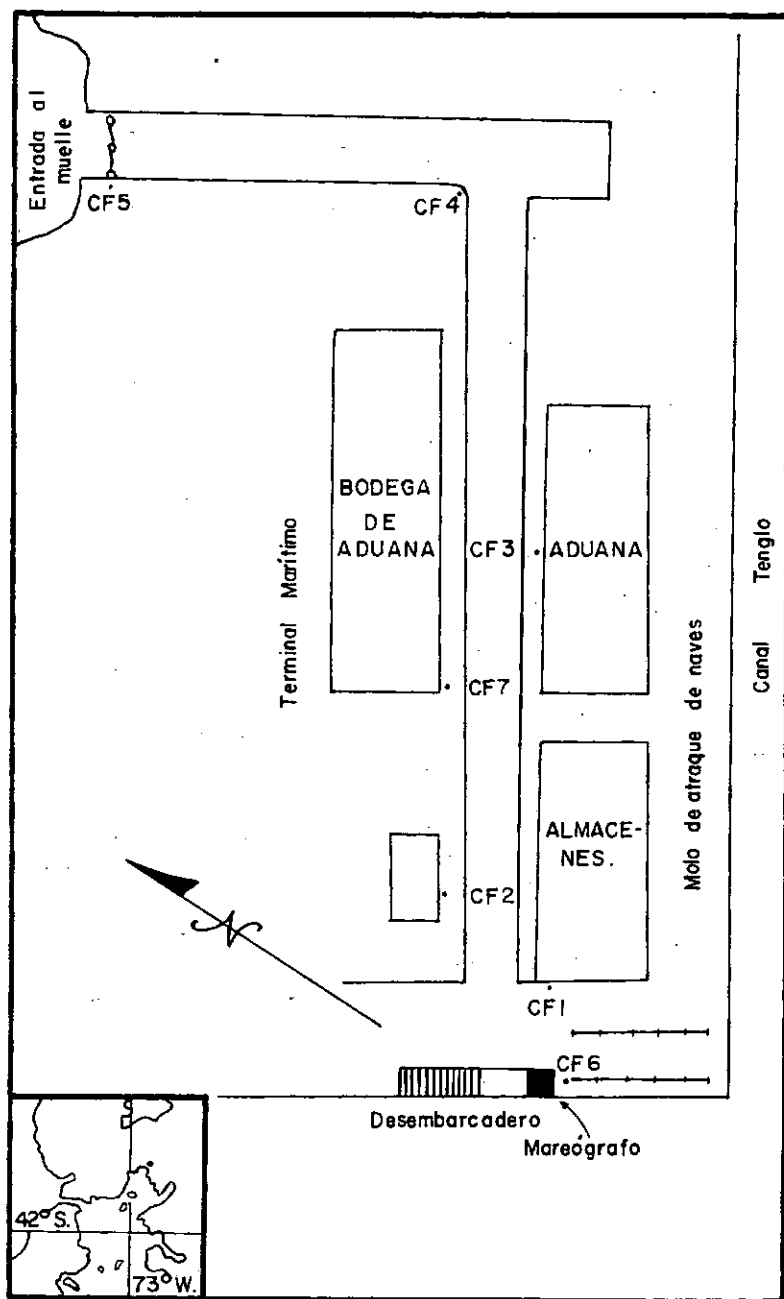 Entrada al
muelle
CF5
CF4
BODEGA
DE
ADUANA
CF3
ADUANA
Terminal Marítimo
CF7
Canal Tenglo
Molo de atraque de naves
ALMACE-
NES.
CF2
N
CF1
CF6
Desembarcadero
Mareógrafo
42° S.
73° W.